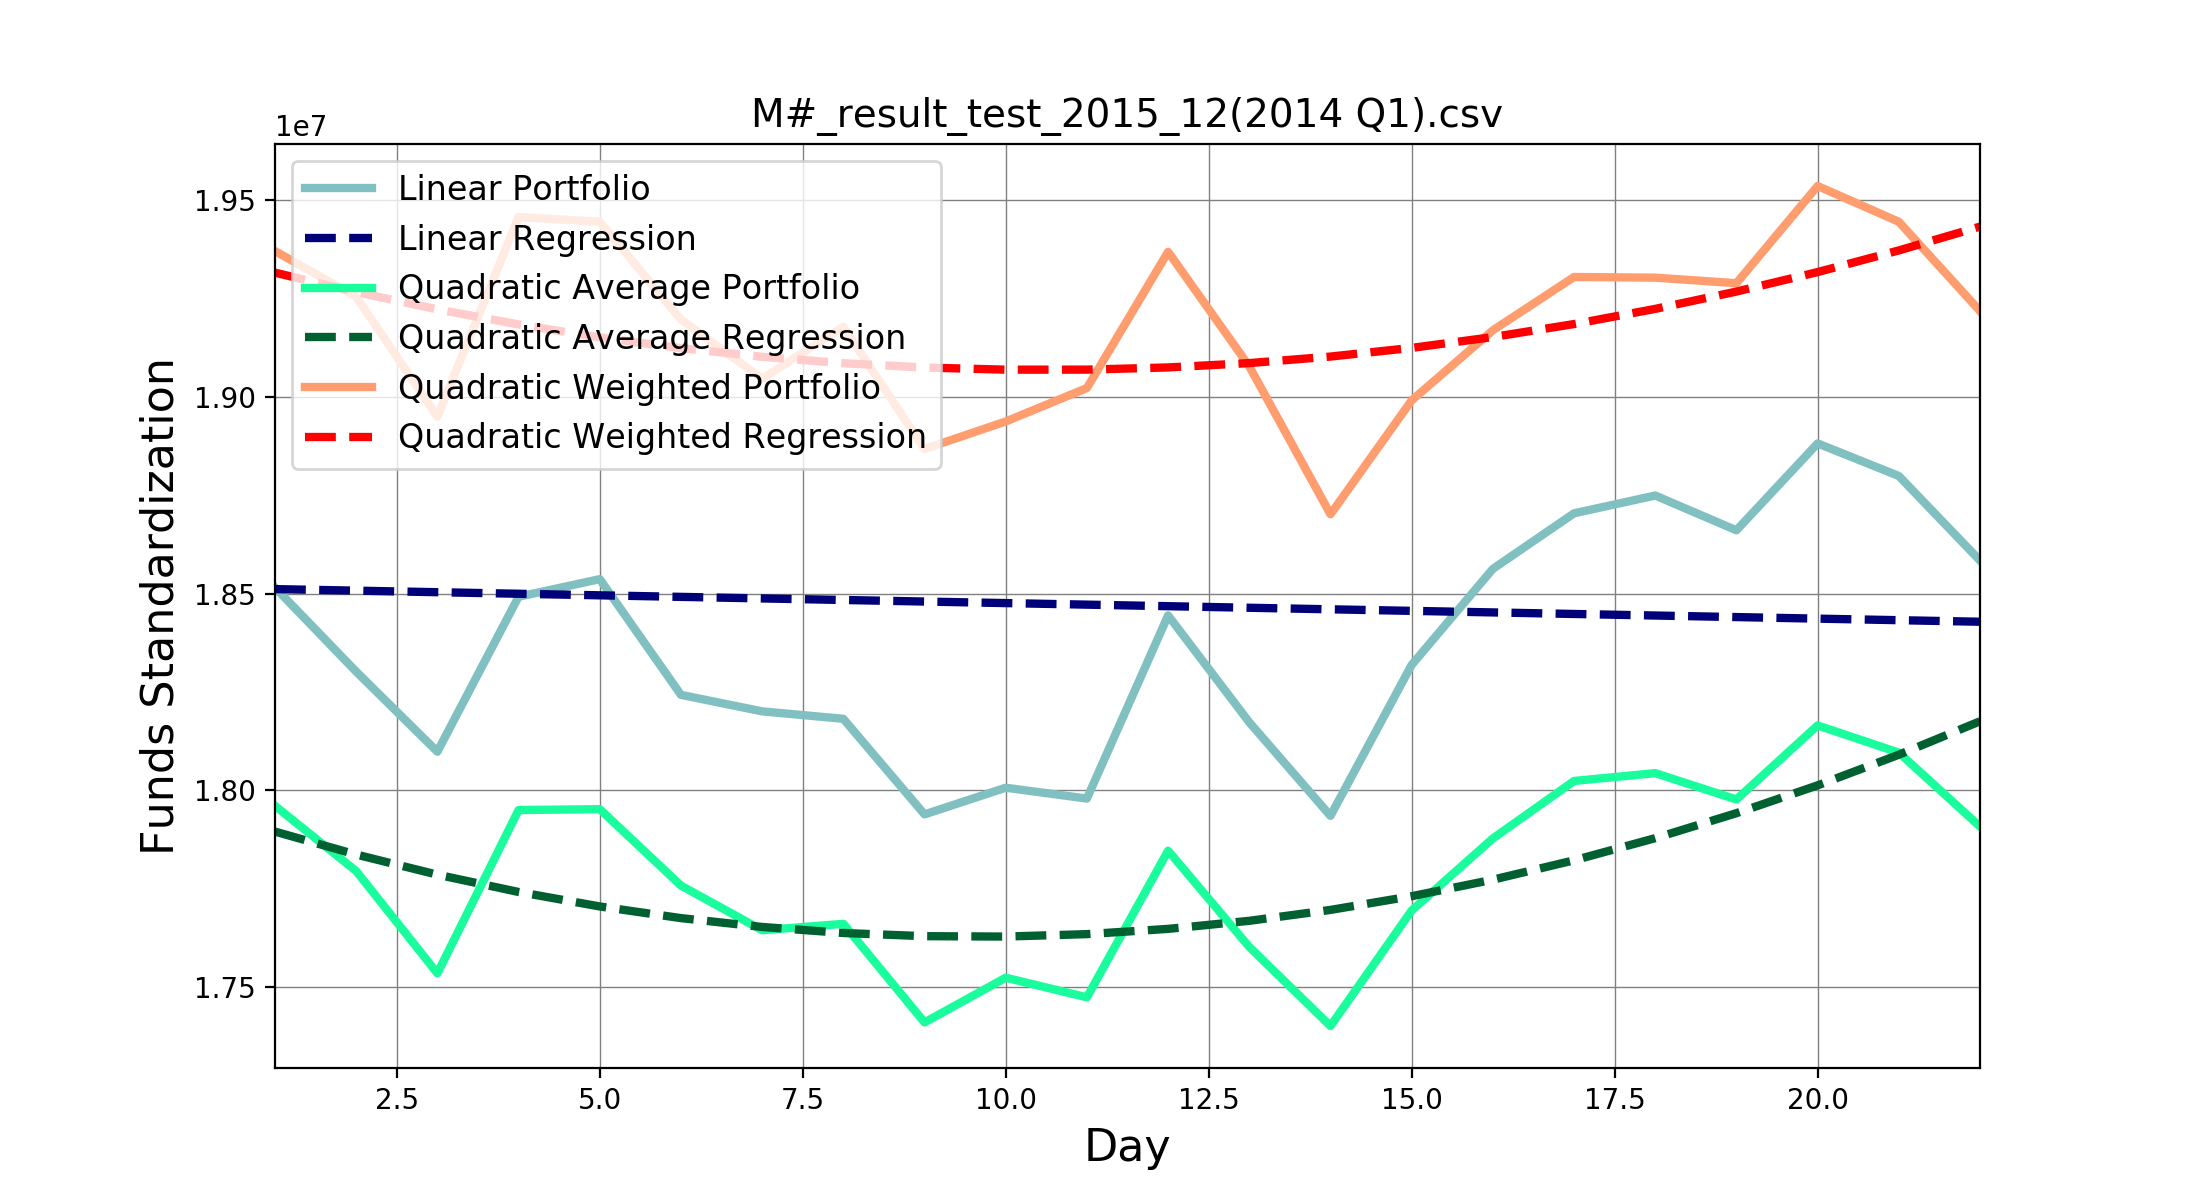 M#_result_test_2015_12(2014 Q1).csv
1e7
Linear Portfolio
Linear Regression
Quadratic Average Portfolio
Quadratic Average Regression
Quadratic Weighted Portfolio
Quadratic Weighted Regression
Funds Standardization
1.95
1.90
1.85
1.80
1.75
2.5 5.0 7.5 10.0 12.5 15.0 17.5 20.0
Day